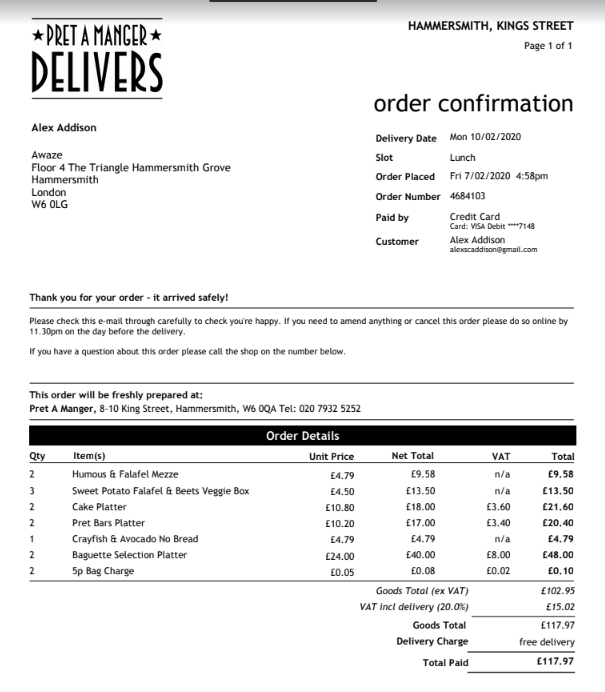 ★PRET A MANGER★
DELIVERS
HAMMERSMITH, KINGS STREET
Page 1 of 1
order confirmation
Alex Addison
Awaze
Floor 4 The Triangle Hammersmith Grove
Hammersmith
London
W6 0LG
Delivery Date Mon 10/02/2020
Slot Lunch
Order Placed Fri 7/02/2020 4:58pm
Order Number 4684103
Paid by Credit Card
Card: VISA Debit ****7148
Customer Alex Addison
alexscaddison@gmail.com
Thank you for your order - it arrived safely!
Please check this e-mail through carefully to check you're happy. If you need to amend anything or cancel this order please do so online by
11.30pm on the day before the delivery.
If you have a question about this order please call the shop on the number below.
This order will be freshly prepared at:
Pret A Manger, 8-10 King Street, Hammersmith, W6 0QA Tel: 020 7932 5252
Order Details
Qty Item(s) Unit Price Net Total VAT Total
2 Humous & Falafel Mezze £4.79 £9.58 n/a £9.58
3 Sweet Potato Falafel & Beets Veggie Box £4.50 £13.50 n/a £13.50
2 Cake Platter £10.80 £18.00 £3.60 £21.60
2 Pret Bars Platter £10.20 £17.00 £3.40 £20.40
1 Crayfish & Avocado No Bread £4.79 £4.79 n/a £4.79
2 Baguette Selection Platter £24.00 £40.00 £8.00 £48.00
2 5p Bag Charge £0.05 £0.08 £0.02 £0.10
Goods Total (ex VAT) £102.95
VAT incl delivery (20.0%) £15.02
Goods Total £117.97
Delivery Charge free delivery
Total Paid £117.97